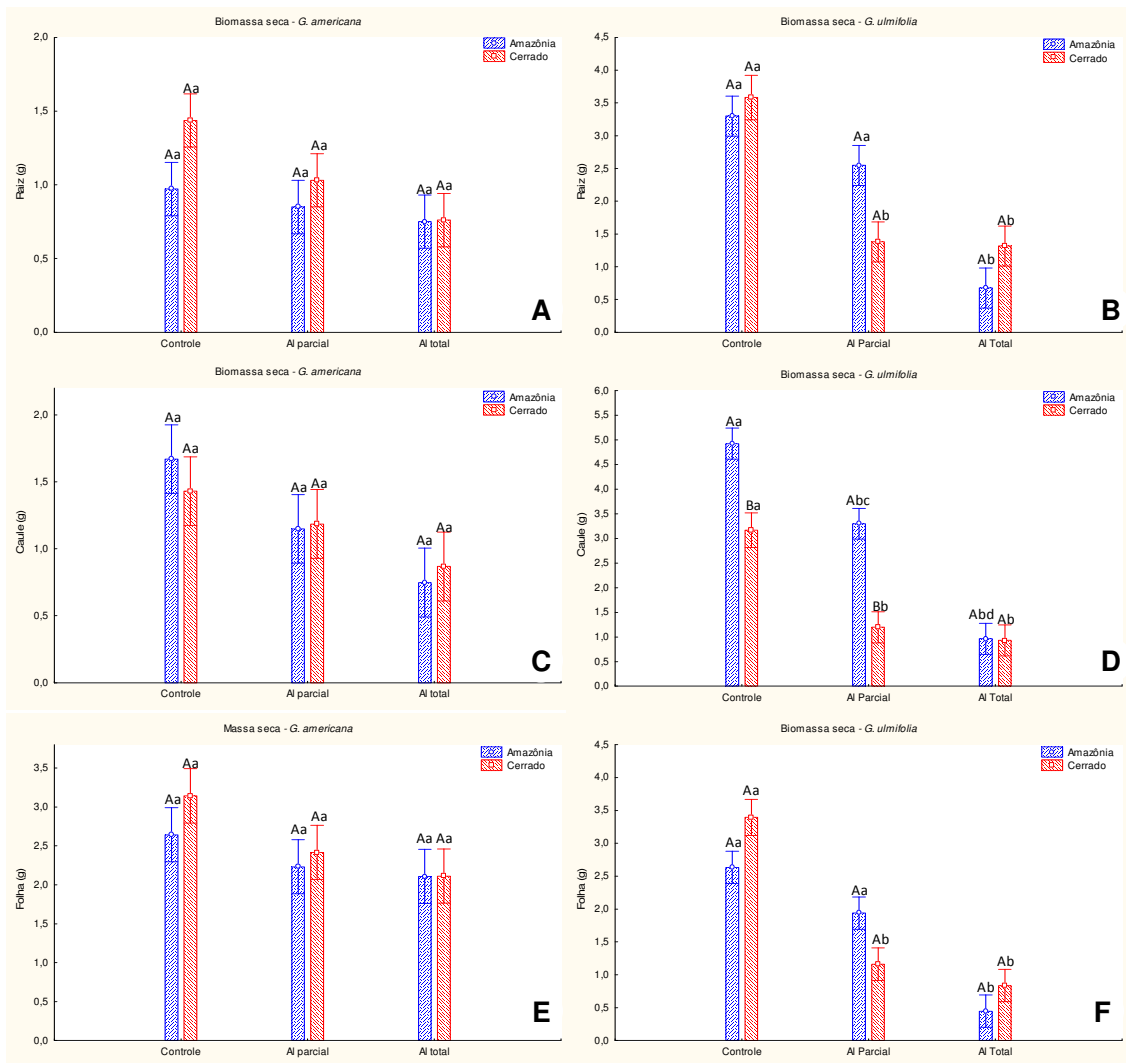 Biomassa seca - G. americana
Amazônia
Cerrado
2,0
1,5
1,0
0,5
0,0
Raiz (g)
Aa
Aa
Aa
Aa
Aa
Aa
Controle
Al parcial
Al total
A
Biomassa seca - G. ulmifolia
Amazônia
Cerrado
4,5
4,0
3,5
3,0
2,5
2,0
1,5
1,0
0,5
0,0
Raiz (g)
Aa
Aa
Aa
Ab
Ab
Ab
Controle
Al Parcial
Al Total
B
Biomassa seca - G. americana
Amazônia
Cerrado
2,0
1,5
1,0
0,5
0,0
Caule (g)
Aa
Aa
Aa
Aa
Aa
Aa
Controle
Al parcial
Al total
C
Biomassa seca - G. ulmifolia
Amazônia
Cerrado
6,0
5,5
5,0
4,5
4,0
3,5
3,0
2,5
2,0
1,5
1,0
0,5
0,0
Caule (g)
Aa
Ba
Abc
Bb
Abd
Ab
Controle
Al Parcial
Al Total
D
Massa seca - G. americana
Amazônia
Cerrado
3,5
3,0
2,5
2,0
1,5
1,0
0,5
0,0
Folha (g)
Aa
Aa
Aa
Aa
Aa
Aa
Controle
Al parcial
Al total
E
Biomassa seca - G. ulmifolia
Amazônia
Cerrado
4,5
4,0
3,5
3,0
2,5
2,0
1,5
1,0
0,5
0,0
Folha (g)
Aa
Aa
Aa
Ab
Ab
Ab
Controle
Al Parcial
Al Total
F